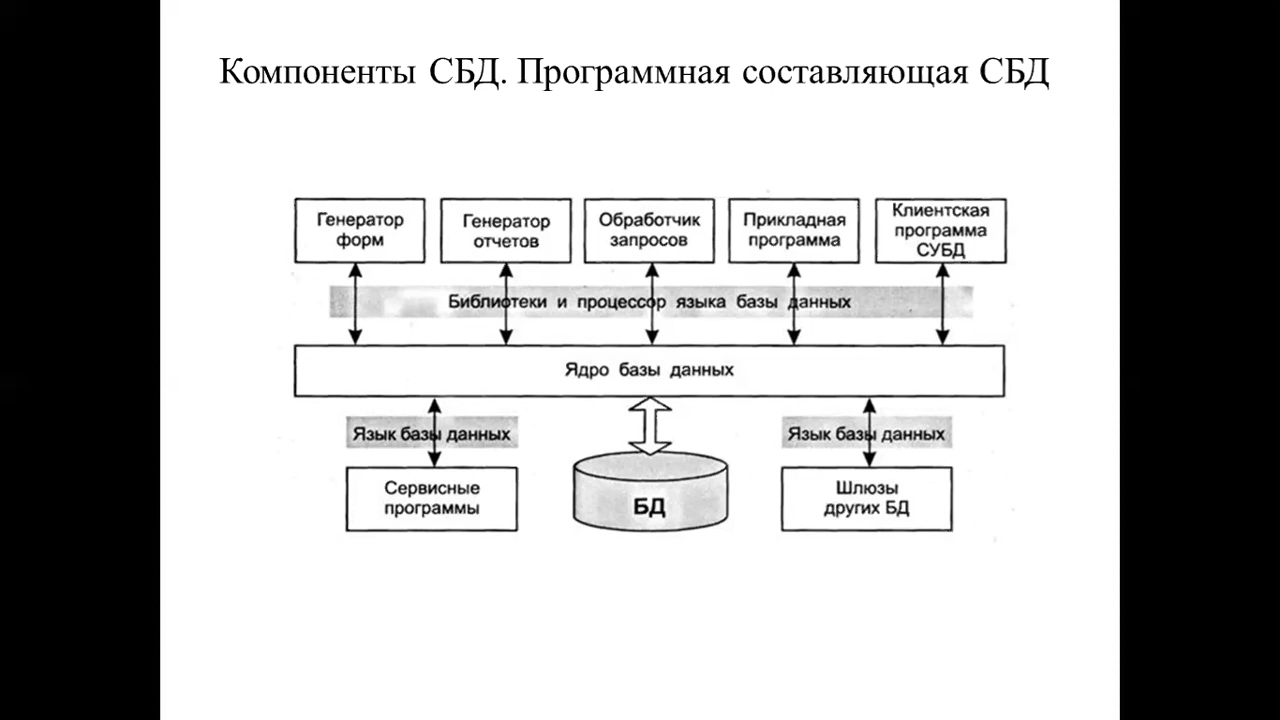 Компоненты СБД. Программная составляющая СБД
Генератор
форм
Генератор
отчетов
Обработчик
запросов
Прикладная
программа
Клиентская
программа
СУБД
Библиотеки и процессор языка базы данных
Ядро базы данных
Язык базы данных
Язык базы данных
Сервисные
программы
БД
Шлюзы
других БД